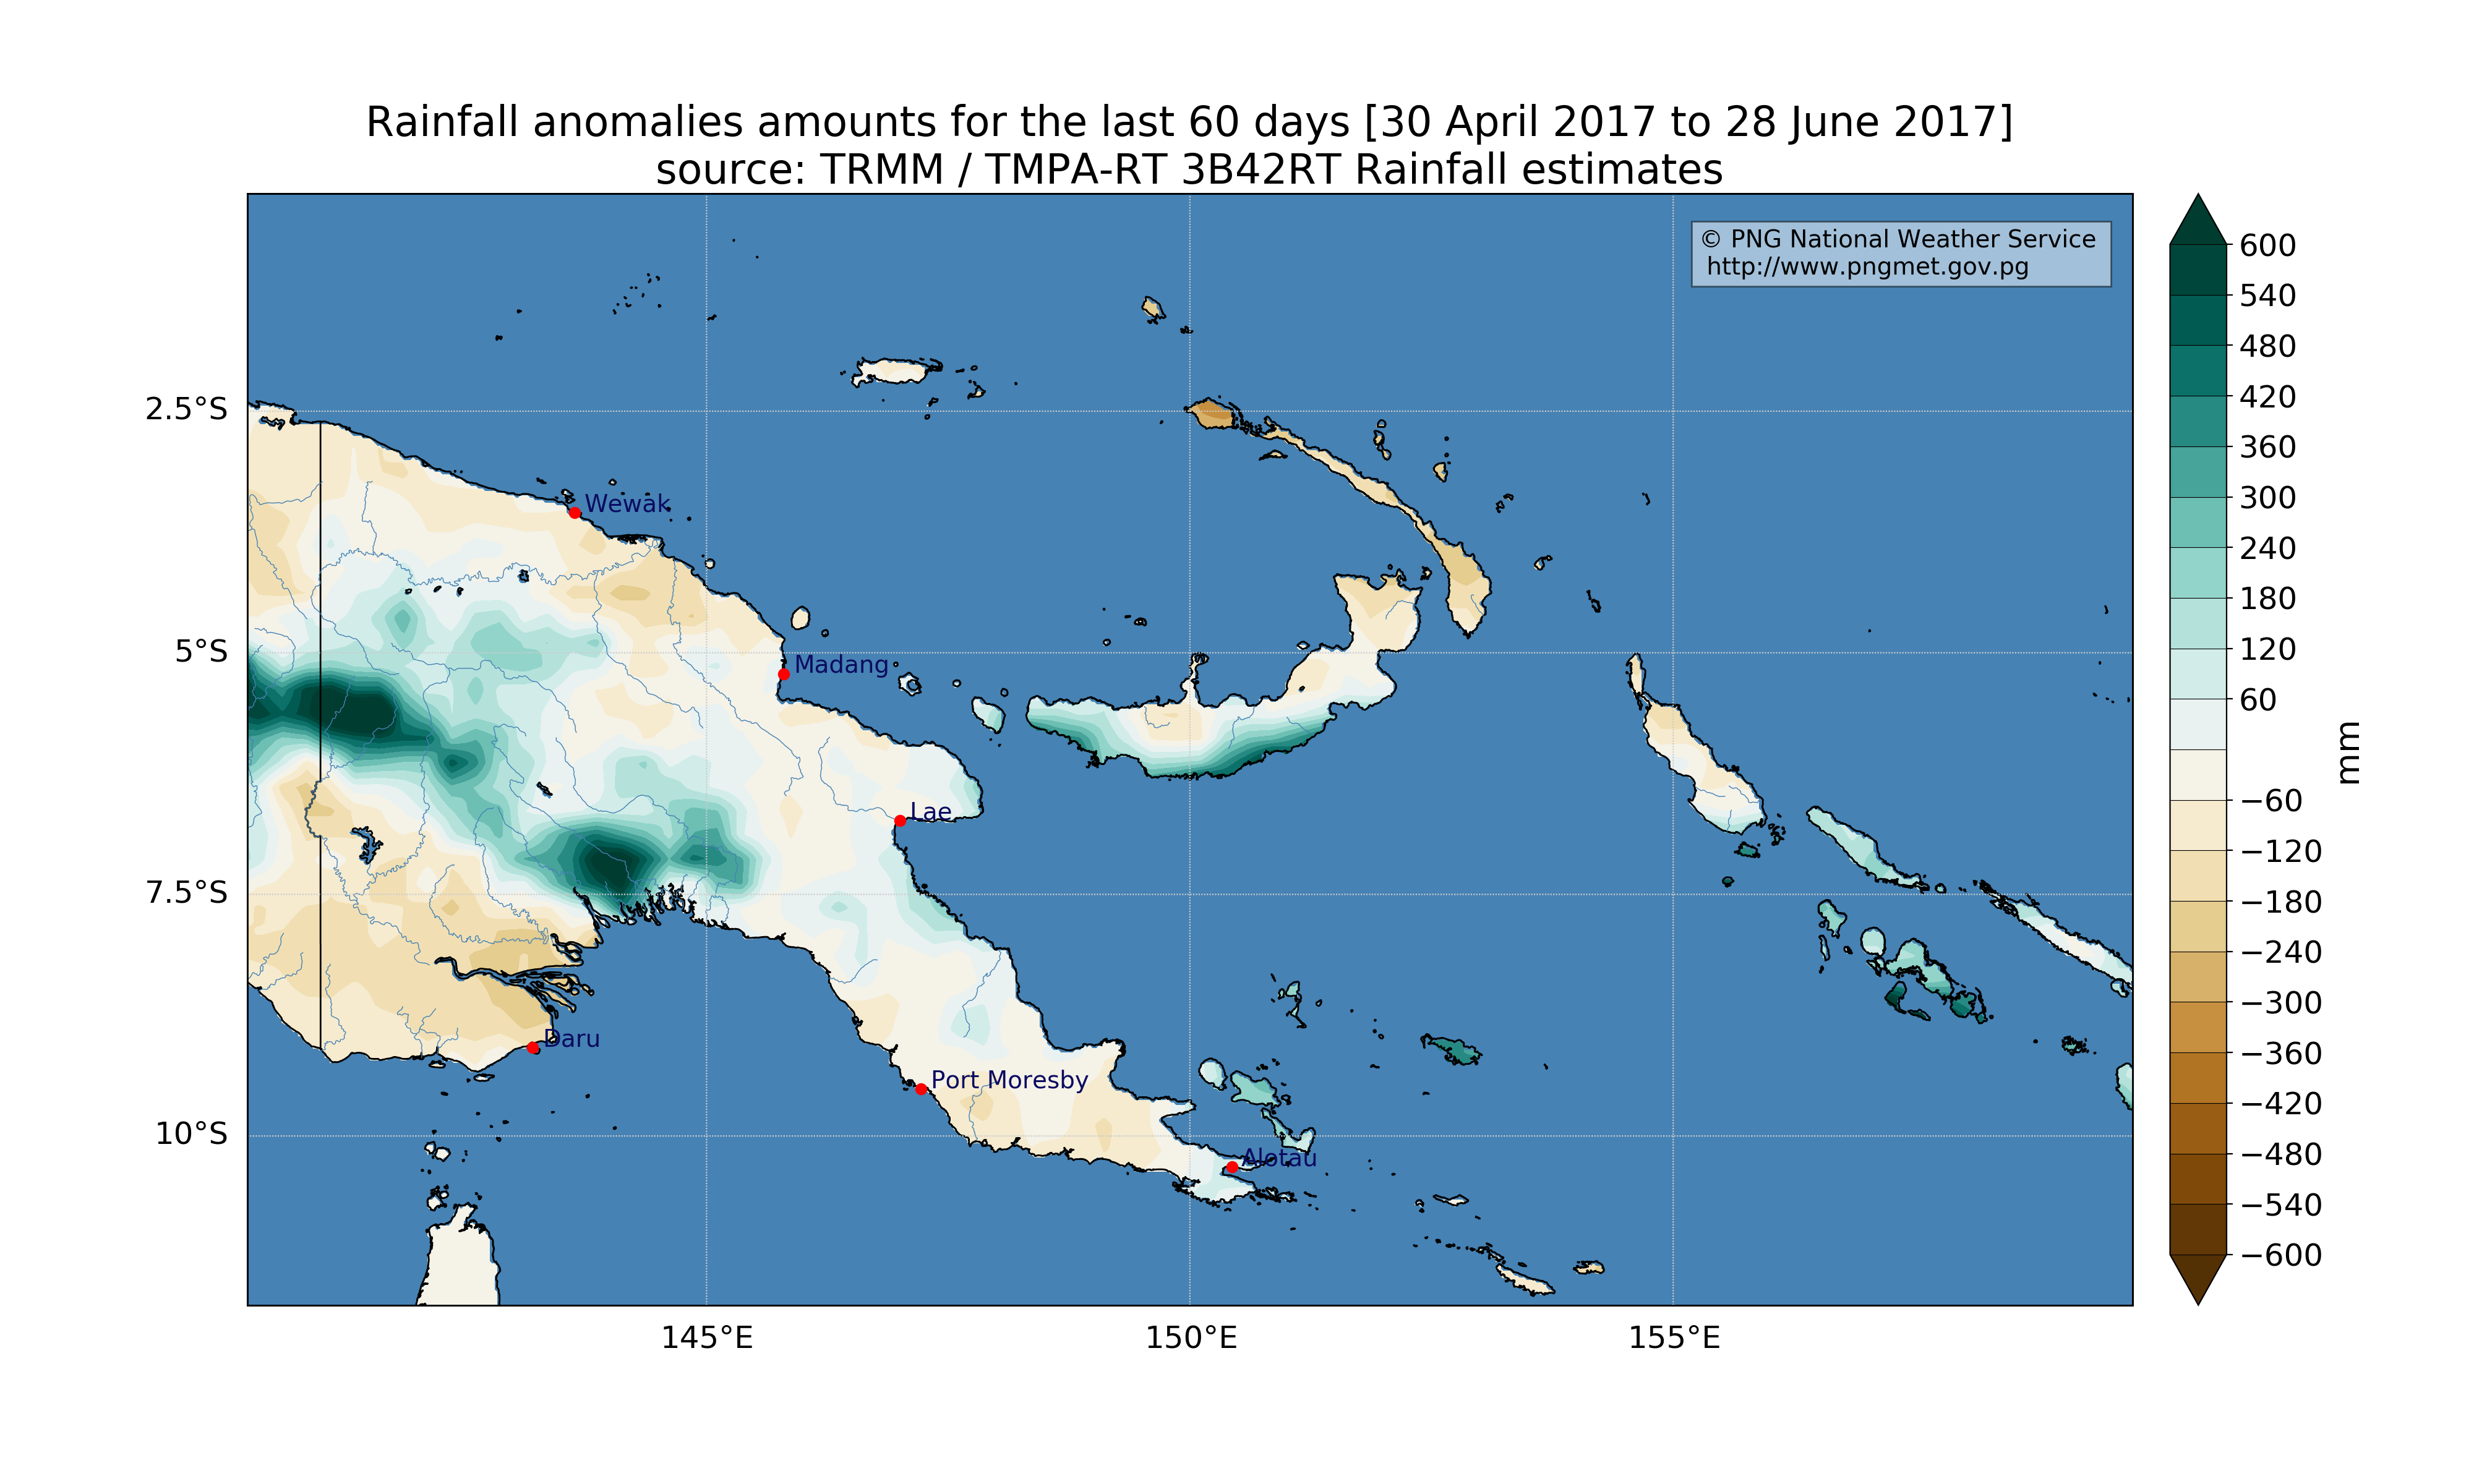 Rainfall anomalies amounts for the last 60 days [30 April 2017 to 28 June 2017]
source: TRMM / TMPA-RT 3B42RT Rainfall estimates
© PNG National Weather Service
http://www.pngmet.gov.pg
2.5°S
5°S
7.5°S
10°S
145°E
150°E
155°E
Wewak
Madang
Lae
Daru
Port Moresby
Alotau
600
540
480
420
360
300
240
180
120
60
−60
−120
−180
−240
−300
−360
−420
−480
−540
−600
mm